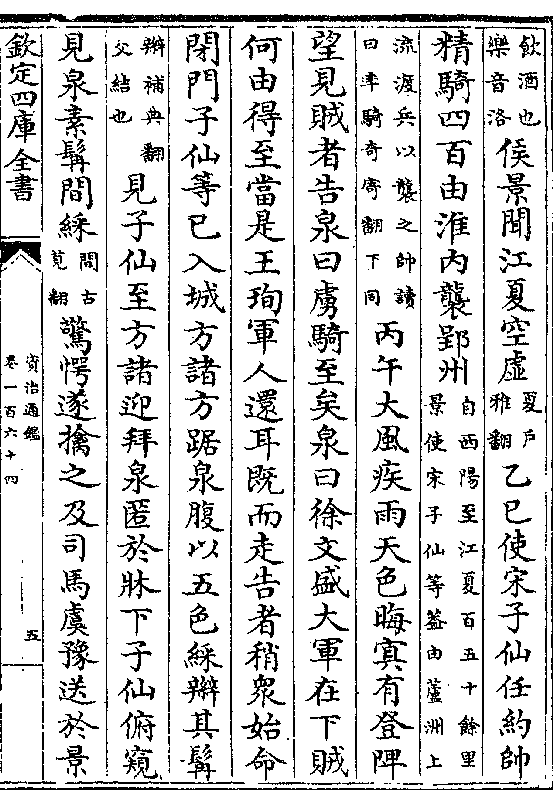 飲酒也
樂音洛
侯景聞江夏空虚
夏戶
雅翻
乙巳使宋子仙任約帥
精騎四百由淮内襲郢州
自西陽至江夏百五十餘里
景使宋子仙等葢由蘆洲上
流渡兵以襲之帥讀
曰率騎奇寄翻下同
丙午大風疾雨天色晦冥有登陴
望見賊者告泉曰虜騎至矣泉曰徐文盛大軍在下賊
何由得至當是王珣軍人還耳既而走告者稍衆始命
閉門子仙等已入城方諸方踞泉腹以五色綵辮其髯
辮補典翻
交結也
見子仙至方諸迎拜泉匿於牀下子仙俯窺
見泉素髯間綵
間古
莧翻
驚愕遂擒之及司馬虞豫送於景
欽定四庫全書
資治通鑑
卷一百六十四
五